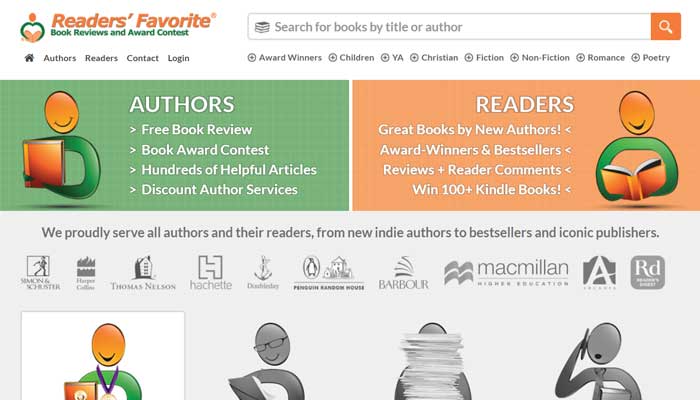 Readers' Favorite®
Book Reviews and Award Contest
Search for books by title or author
Authors Readers Contact Login
Award Winners Children YA Christian Fiction Non-Fiction Romance Poetry
AUTHORS
> Free Book Review
> Book Award Contest
> Hundreds of Helpful Articles
> Discount Author Services
READERS
Great Books by New Authors! <
Award-Winners & Bestsellers <
Reviews + Reader Comments <
Win 100+ Kindle Books! <
We proudly serve all authors and their readers, from new indie authors to bestsellers and iconic publishers.
SIMON & SCHUSTER
Harper Collins
THOMAS NELSON
hachette
Doubleday
PENGUIN RANDOM HOUSE
BARBOUR
macmillan
HIGHER EDUCATION
A
Rd
READER'S DIGEST